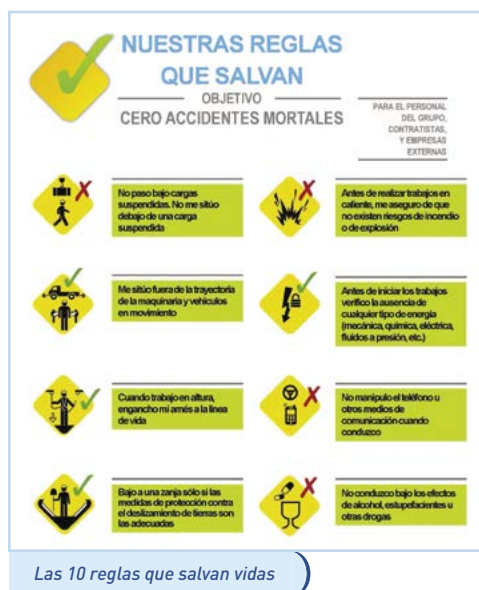 NUESTRAS REGLAS
QUE SALVAN
OBJETIVO
CERO ACCIDENTES MORTALES
PARA EL PERSONAL
DEL GRUPO,
CONTRATISTAS,
Y EMPRESAS
EXTERNAS
No paso bajo cargas
suspendidas. No me sitúo
debajo de una carga
suspendida
Antes de realizar trabajos en
caliente, me aseguro de que
no existen riesgos de incendio
o de explosión
Me sitúo fuera de la trayectoria
de la maquinaria y vehículos
en movimiento
Antes de iniciar los trabajos
verifico la ausencia de
cualquier tipo de energía
(mecánica, química, eléctrica,
fluidos a presión, etc.)
Cuando trabajo en altura,
engancho mi arnés a la línea
de vida
No manipulo el teléfono u
otros medios de
comunicación cuando
conduzco
Bajo a una zanja sólo si las
medidas de protección contra
el deslizamiento de tierras son
las adecuadas
No conduzco bajo los efectos
de alcohol, estupefacientes u
otras drogas
Las 10 reglas que salvan vidas